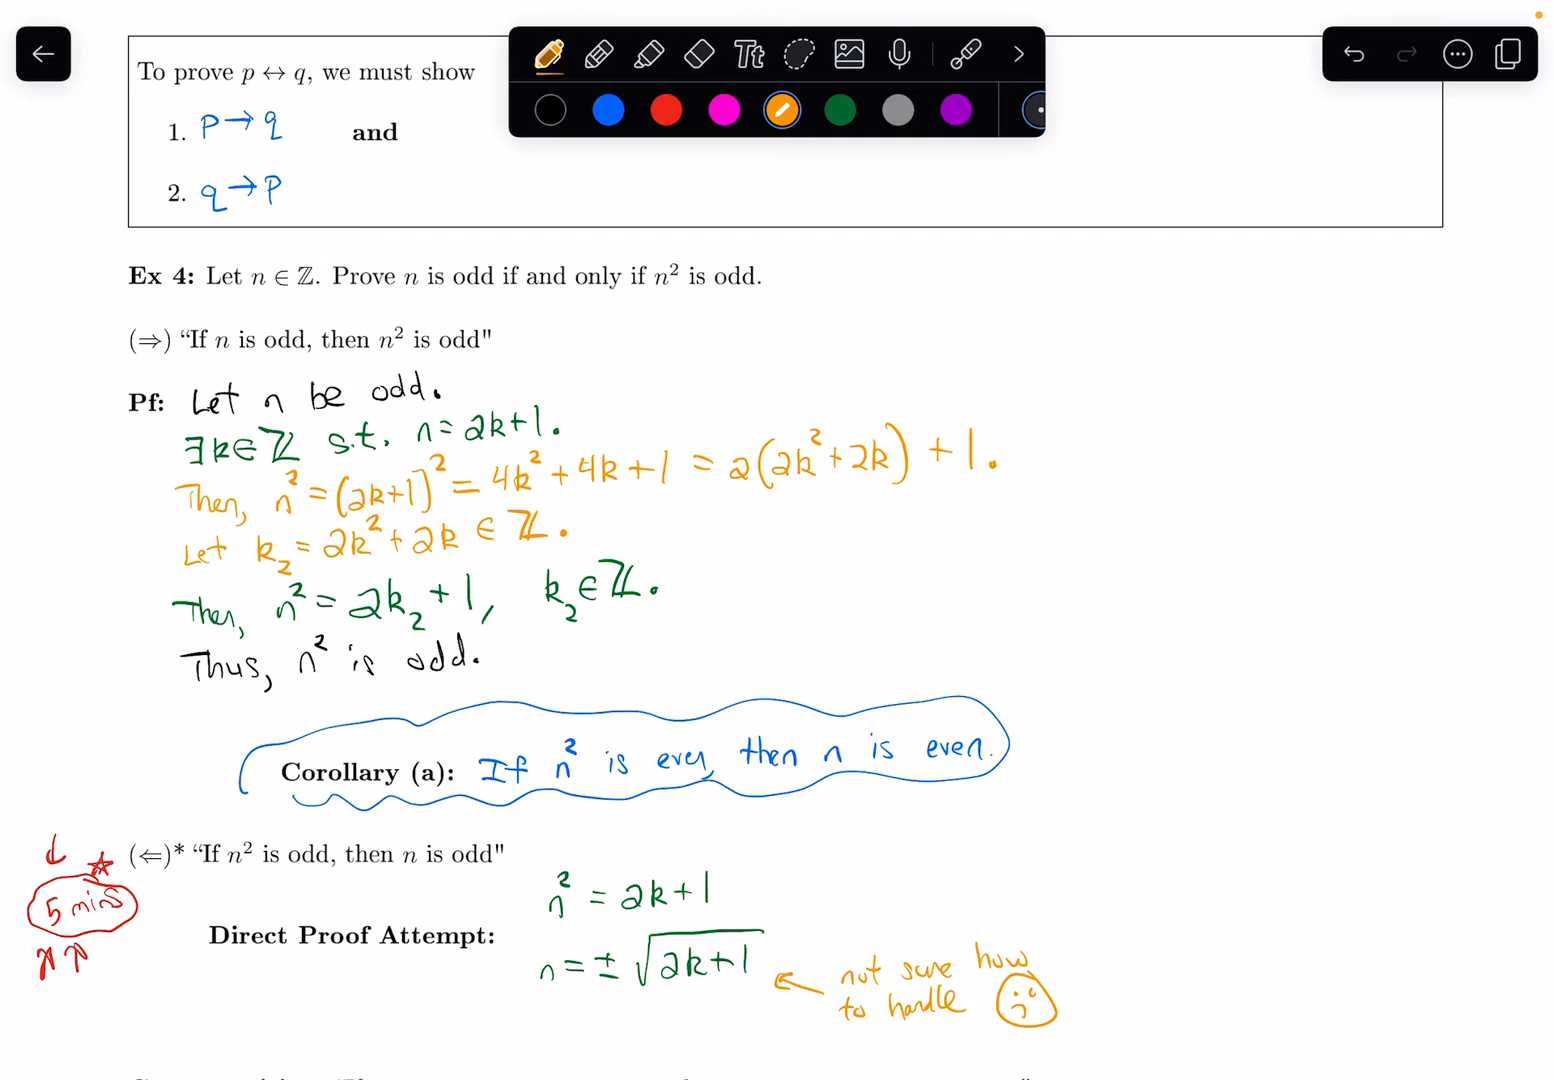 Tt
To prove p ↔ q, we must show
1. p → q and
2. q → p
Ex 4: Let n ∈ ℤ. Prove n is odd if and only if n² is odd.
(⇒) “If n is odd, then n² is odd"
Pf: Let n be odd.
∃k∈ℤ s.t. n=2k+1.
Then, n² = (2k+1)² = 4k² + 4k + 1 = 2(2k² + 2k) + 1.
Let k₂ = 2k² + 2k ∈ ℤ.
Then, n² = 2k₂ + 1, k₂ ∈ ℤ.
Thus, n² is odd.
Corollary (a): If n² is even, then n is even.
(⇐)* “If n² is odd, then n is odd"
5 mins
n² = 2k+1
Direct Proof Attempt:
n = ± √(2k+1)
not sure how
to handle